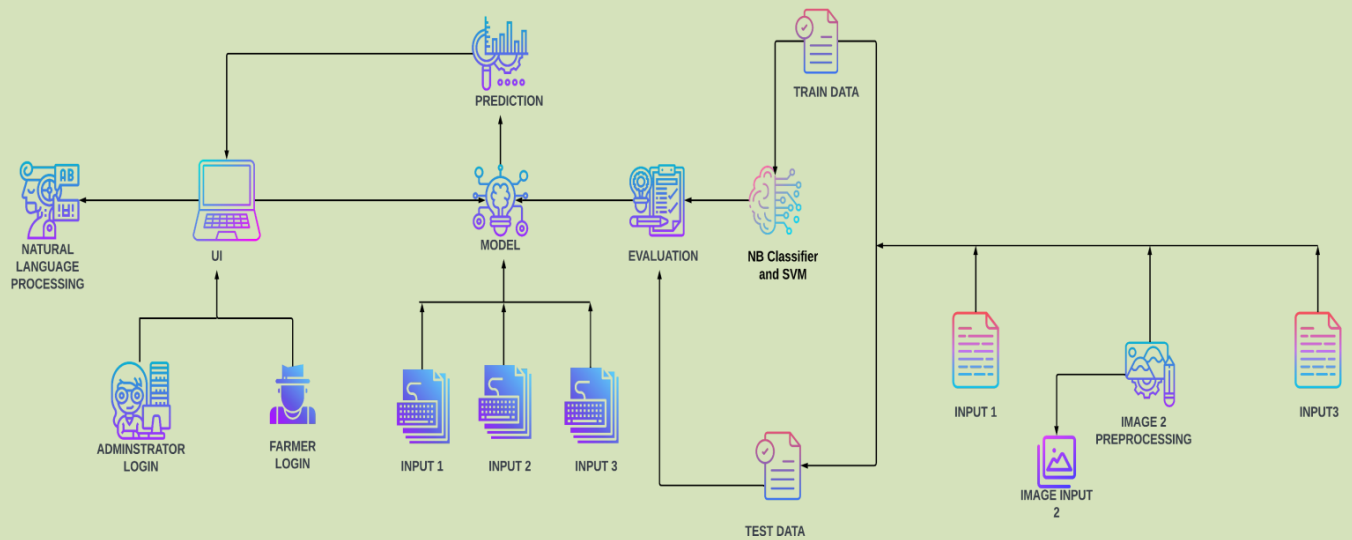 PREDICTION
TRAIN DATA
AB
NATURAL
LANGUAGE
PROCESSING
UI
MODEL
EVALUATION
NB Classifier
and SVM
ADMINSTRATOR
LOGIN
FARMER
LOGIN
INPUT 1
INPUT 2
INPUT 3
TEST DATA
INPUT 1
IMAGE 2
PREPROCESSING
IMAGE INPUT
2
INPUT3